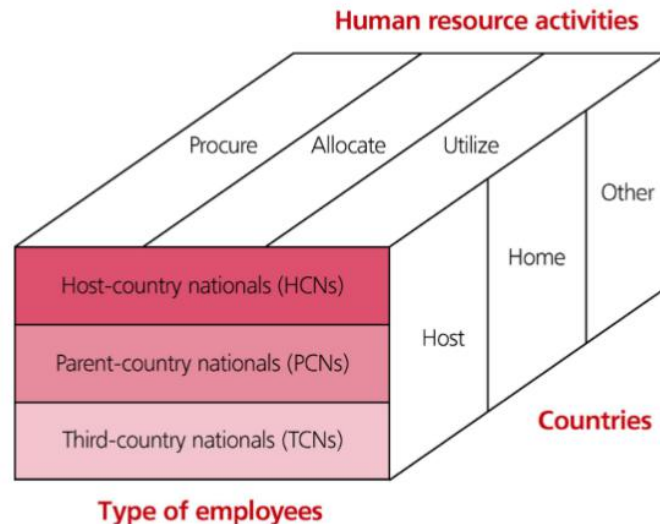 Human resource activities
Procure
Allocate
Utilize
Other
Home
Host
Host-country nationals (HCNs)
Parent-country nationals (PCNs)
Third-country nationals (TCNs)
Countries
Type of employees